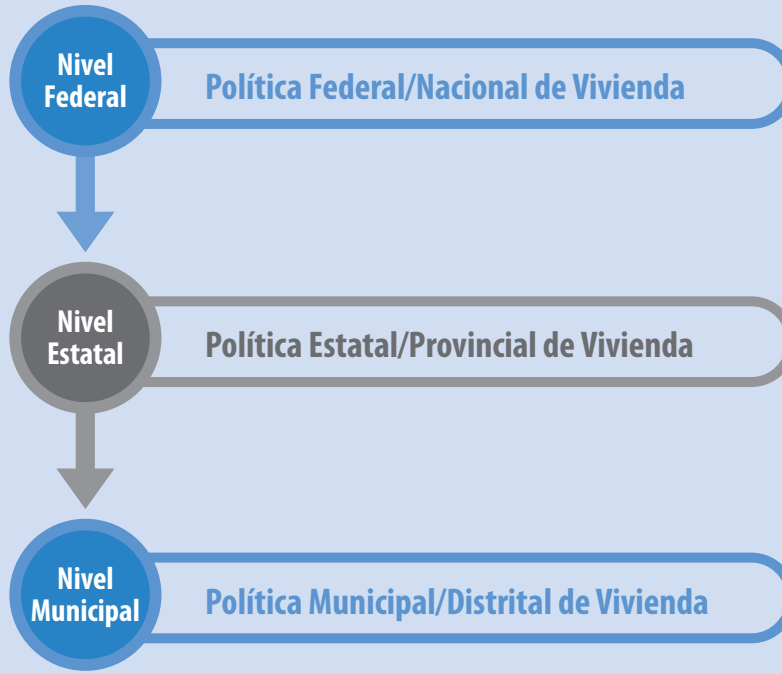 Nivel
Federal
Política Federal/Nacional de Vivienda
Nivel
Estatal
Política Estatal/Provincial de Vivienda
Nivel
Municipal
Política Municipal/Distrital de Vivienda